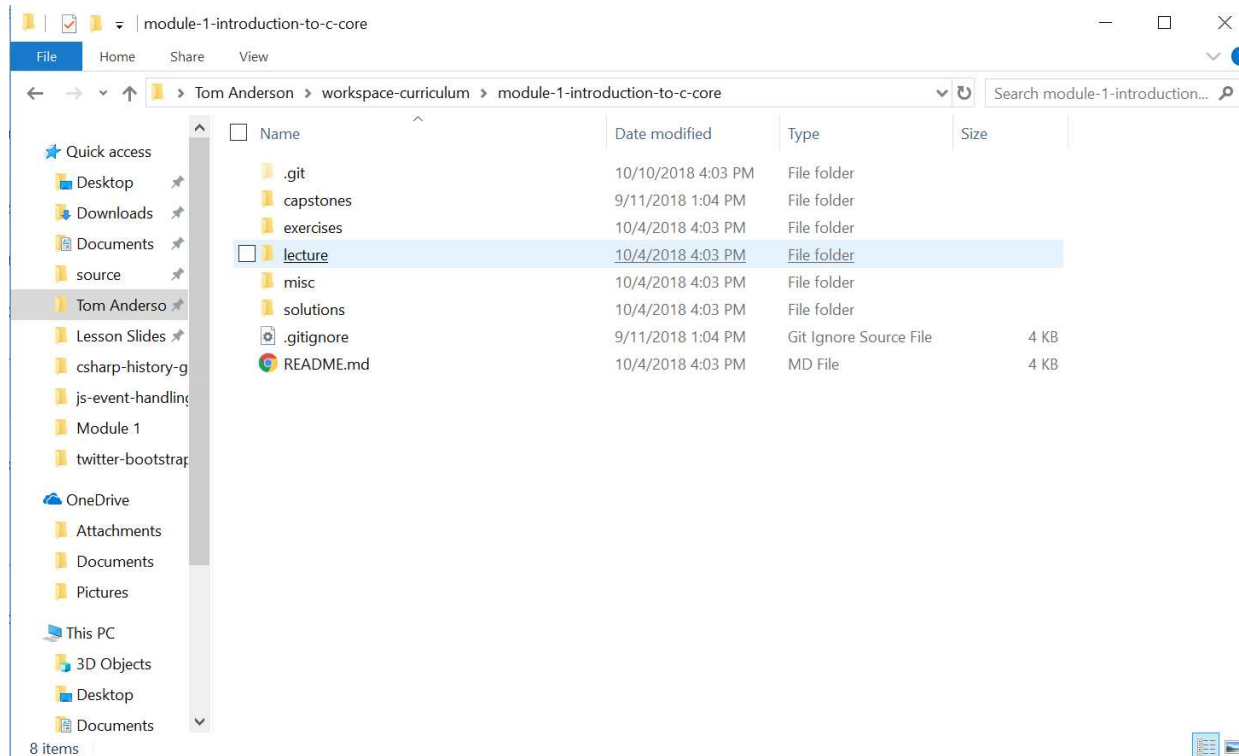 module-1-introduction-to-c-core
File Home Share View
Tom Anderson workspace-curriculum module-1-introduction-to-c-core Search module-1-introduction...
Name Date modified Type Size
Quick access
Desktop
Downloads
Documents
source
Tom Anderso
Lesson Slides
csharp-history-g
js-event-handling
Module 1
twitter-bootstrap
OneDrive
Attachments
Documents
Pictures
This PC
3D Objects
Desktop
Documents
.git 10/10/2018 4:03 PM File folder
capstones 9/11/2018 1:04 PM File folder
exercises 10/4/2018 4:03 PM File folder
lecture 10/4/2018 4:03 PM File folder
misc 10/4/2018 4:03 PM File folder
solutions 10/4/2018 4:03 PM File folder
.gitignore 9/11/2018 1:04 PM Git Ignore Source File 4 KB
README.md 10/4/2018 4:03 PM MD File 4 KB
8 items